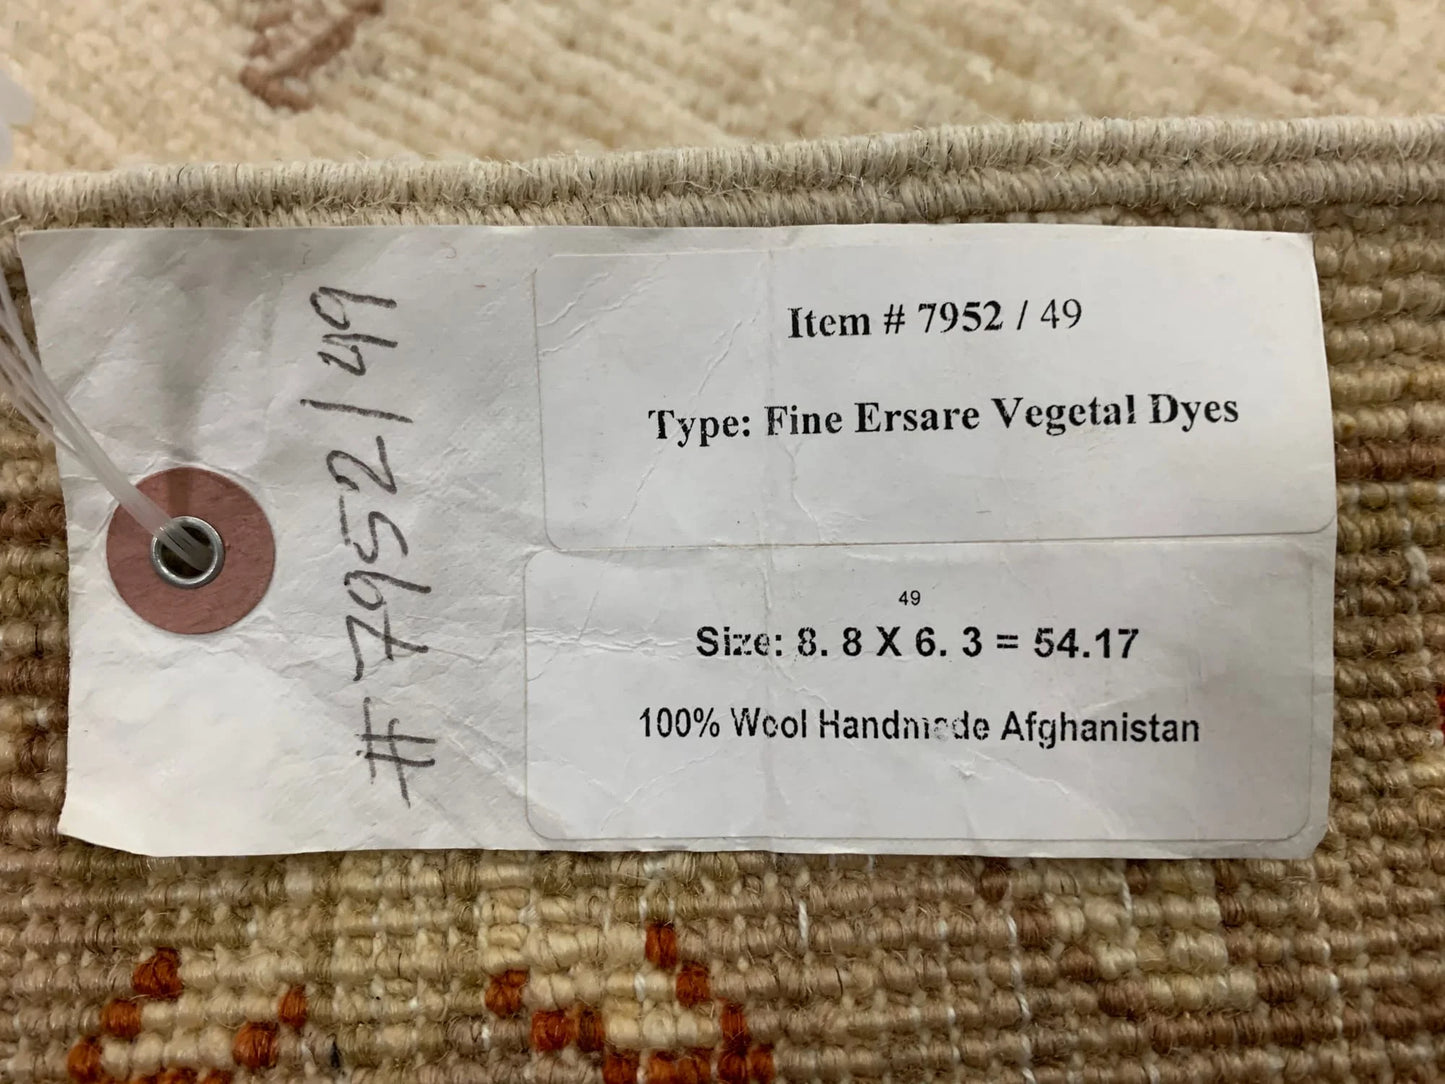 # 7952/49
Item # 7952 / 49
Type: Fine Ersare Vegetal Dyes
49
Size: 8. 8 X 6. 3 = 54.17
100% Wool Handmade Afghanistan